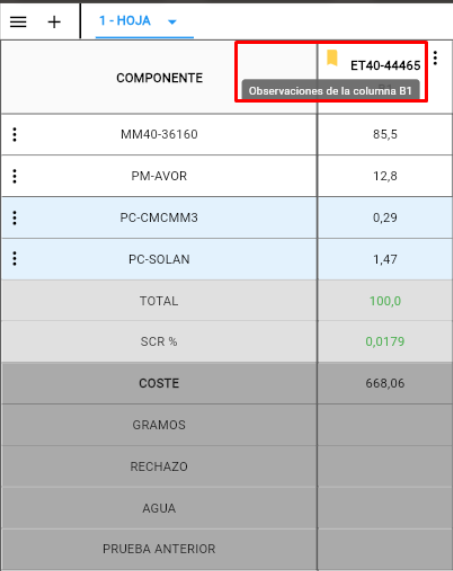 1 - HOJA
COMPONENTE
ET40-44465
Observaciones de la columna B1
MM40-36160 85,5
PM-AVOR 12,8
PC-CMCMM3 0,29
PC-SOLAN 1,47
TOTAL 100,0
SCR % 0,0179
COSTE 668,06
GRAMOS
RECHAZO
AGUA
PRUEBA ANTERIOR